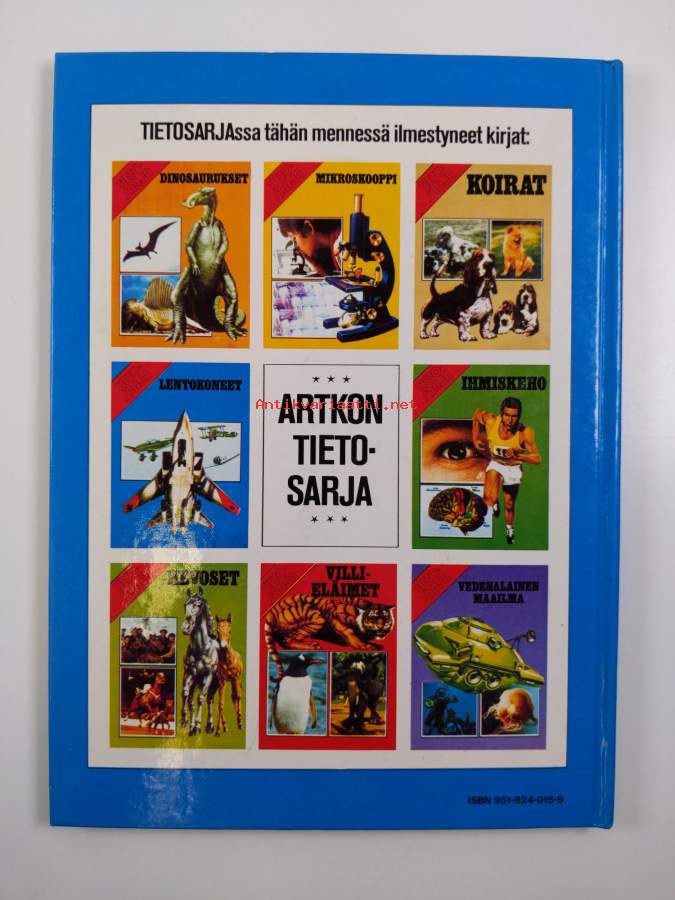 TIETOSARJAssa tähän mennessä ilmestyneet kirjat:
DINOSAURUKSET
MIKROSKOOPPI
KOIRAT
LENTOKONEET
★ ★ ★
ARTKON
TIETO-
SARJA
★ ★ ★
Antikvariaatti.net
IHMISKEHO
HEVOSET
VILLI-
ELÄIMET
VEDENALAINEN
MAAILMA
ISBN 951-824-015-9